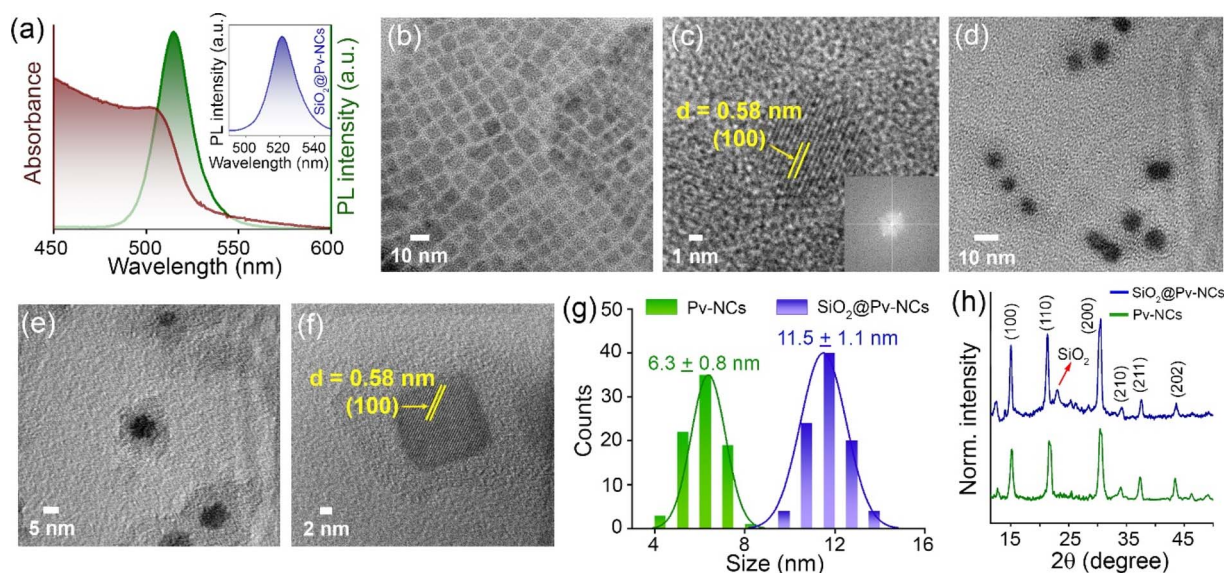 (a)
Absorbance
PL intensity (a.u.)
450 500 550 600
Wavelength (nm)
PL intensity (a.u.)
SiO₂@Pv-NCs
500 520 540
Wavelength (nm)
(b)
10 nm
(c)
d = 0.58 nm
(100)
1 nm
(d)
10 nm
(e)
5 nm
(f)
d = 0.58 nm
(100)
2 nm
(g)
Pv-NCs SiO₂@Pv-NCs
6.3 ± 0.8 nm
11.5 ± 1.1 nm
Counts
50
40
30
20
10
0
4 8 12 16
Size (nm)
(h)
SiO₂@Pv-NCs
Pv-NCs
(100)
(110)
SiO₂
(200)
(210)
(211)
(202)
Norm. intensity
15 25 35 45
2θ (degree)